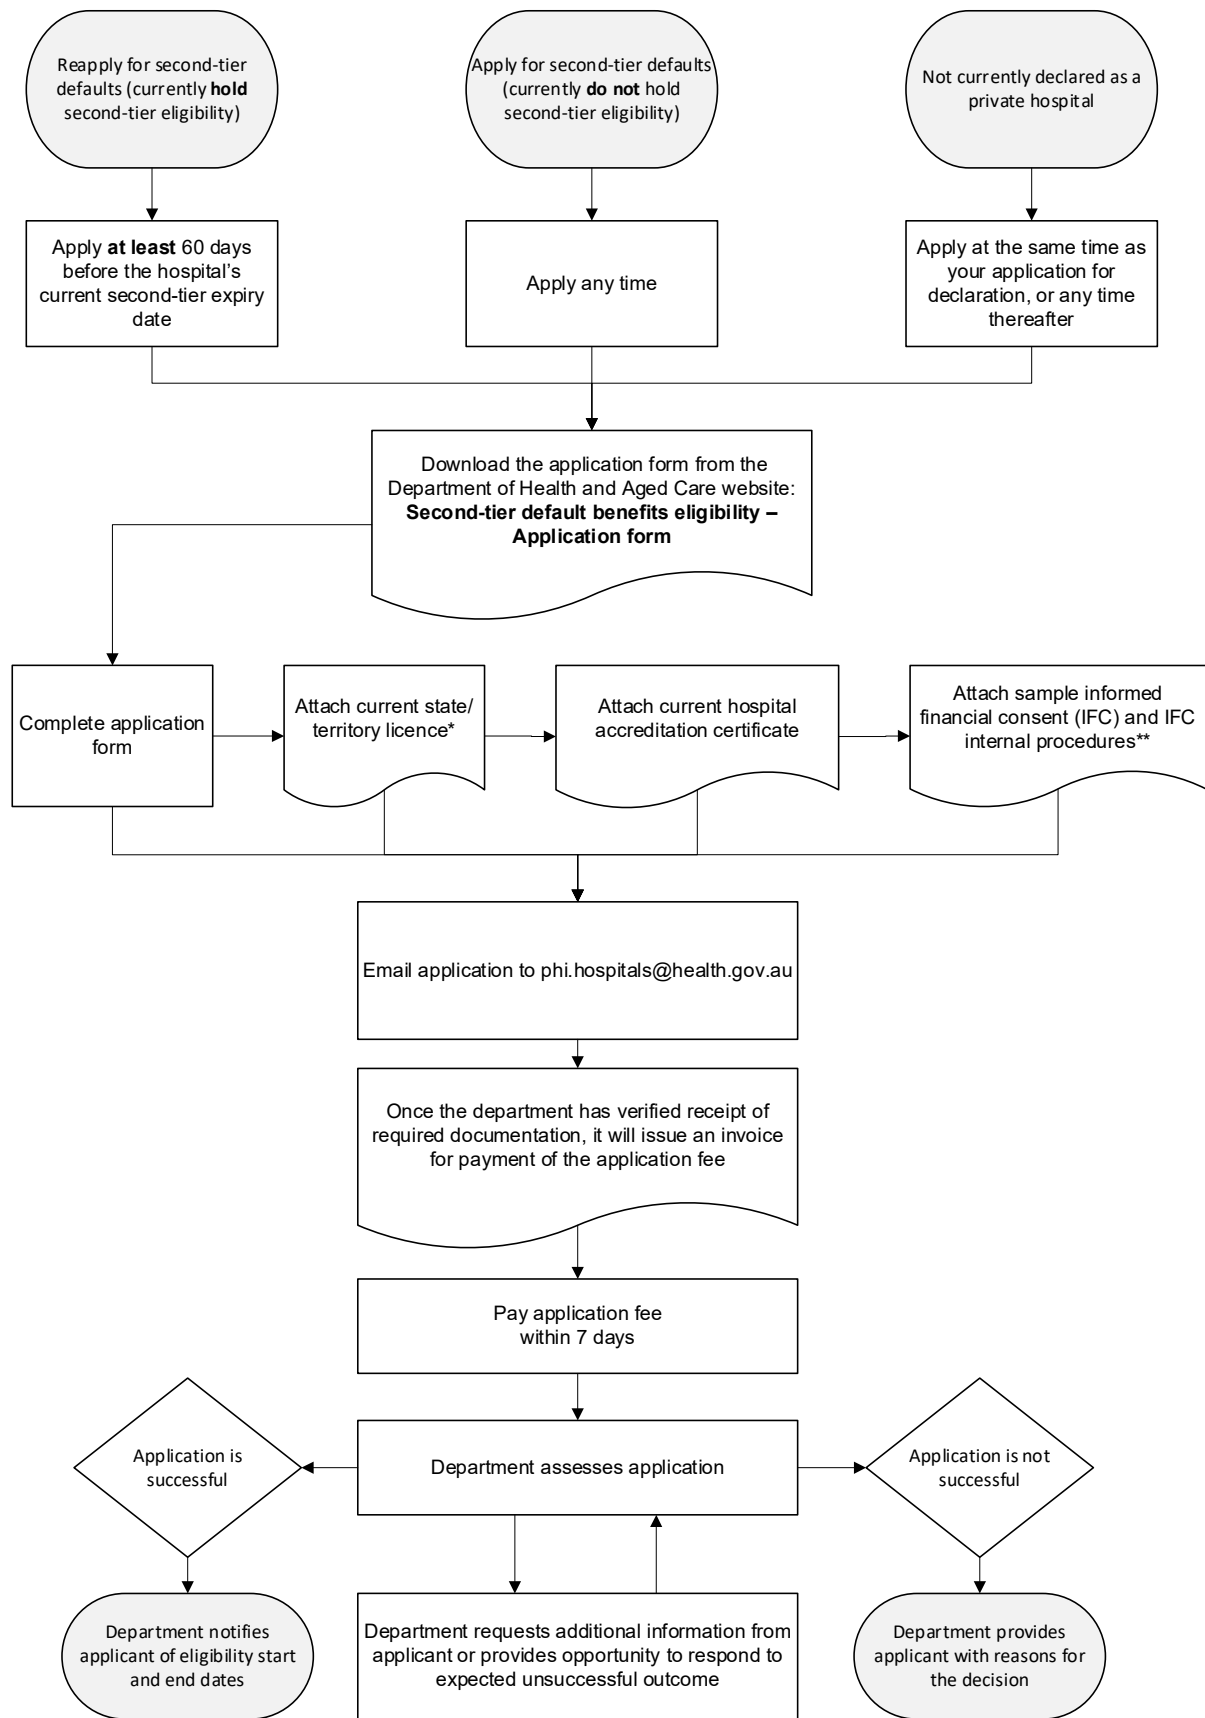 Reapply for second-tier
defaults (currently hold
second-tier eligibility)
Apply for second-tier defaults
(currently do not hold
second-tier eligibility)
Not currently declared as a
private hospital
Apply at least 60 days
before the hospital's
current second-tier expiry
date
Apply any time
Apply at the same time as
your application for
declaration, or any time
thereafter
Download the application form from the
Department of Health and Aged Care website:
Second-tier default benefits eligibility –
Application form
Complete application
form
Attach current state/
territory licence*
Attach current hospital
accreditation certificate
Attach sample informed
financial consent (IFC) and IFC
internal procedures**
Email application to phi.hospitals@health.gov.au
Once the department has verified receipt of
required documentation, it will issue an invoice
for payment of the application fee
Pay application fee
within 7 days
Application is
successful
Department assesses application
Application is not
successful
Department notifies
applicant of eligibility start
and end dates
Department requests additional information from
applicant or provides opportunity to respond to
expected unsuccessful outcome
Department provides
applicant with reasons for
the decision